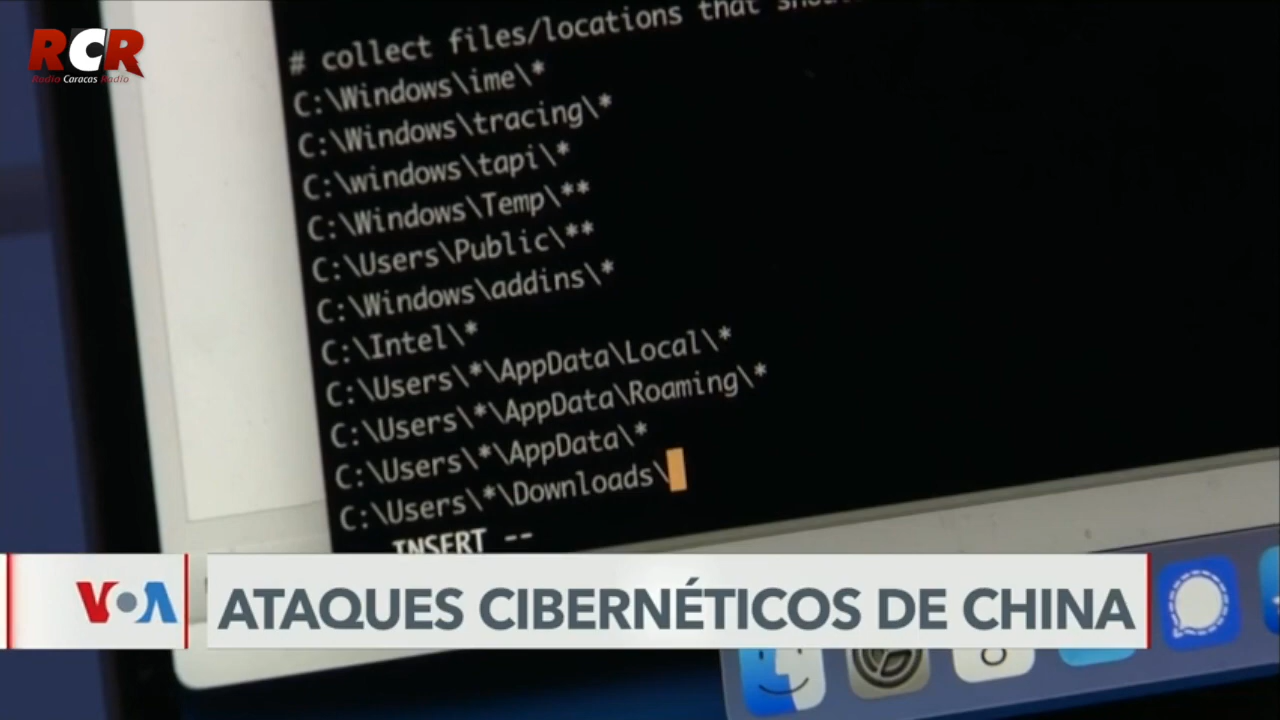 RCR
Radio Caracas Radio
# collect files/locations that
C:\Windows\ime\*
C:\Windows\tracing\*
C:\windows\tapi\*
C:\Windows\Temp\**
C:\Users\Public\**
C:\Windows\addins\*
C:\Intel\*
C:\Users\*\AppData\Local\*
C:\Users\*\AppData\Roaming\*
C:\Users\*\AppData\*
C:\Users\*\Downloads\
INSERT --
VOA
ATAQUES CIBERNÉTICOS DE CHINA